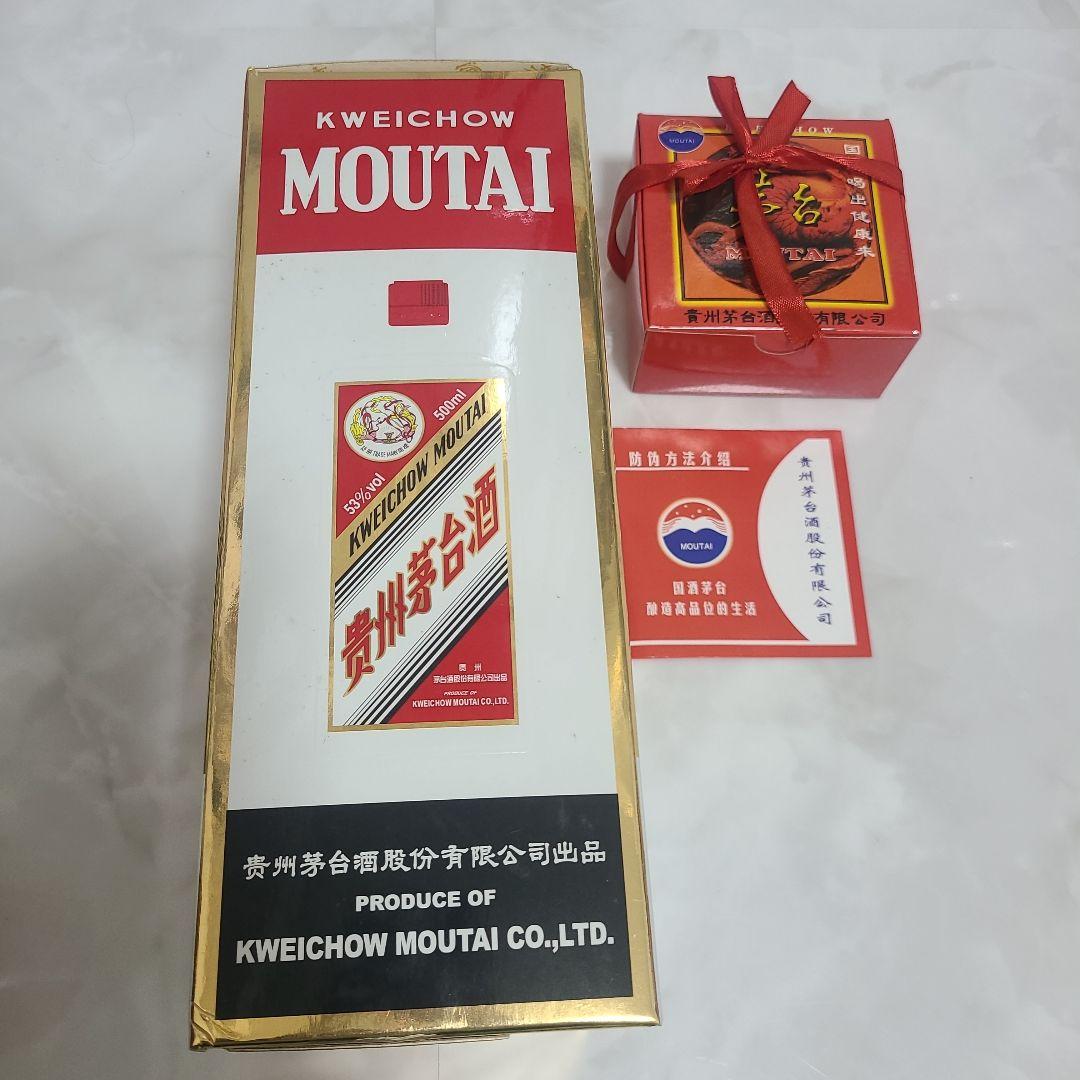 KWEICHOW
MOUTAI
500ml
53%vol
KWEICHOW MOUTAI
贵州茅台酒
贵州
茅台酒股份有限公司出品
PRODUCE OF
KWEICHOW MOUTAI CO.,LTD.
贵州茅台酒股份有限公司出品
PRODUCE OF
KWEICHOW MOUTAI CO.,LTD.
MOUTAI
HOW
国
喝出健康来
台
MOUTAI
貴州茅台酒
有限公司
防伪方法介绍
MOUTAI
国酒茅台
酿造高品位的生活
贵州茅台酒股份有限公司